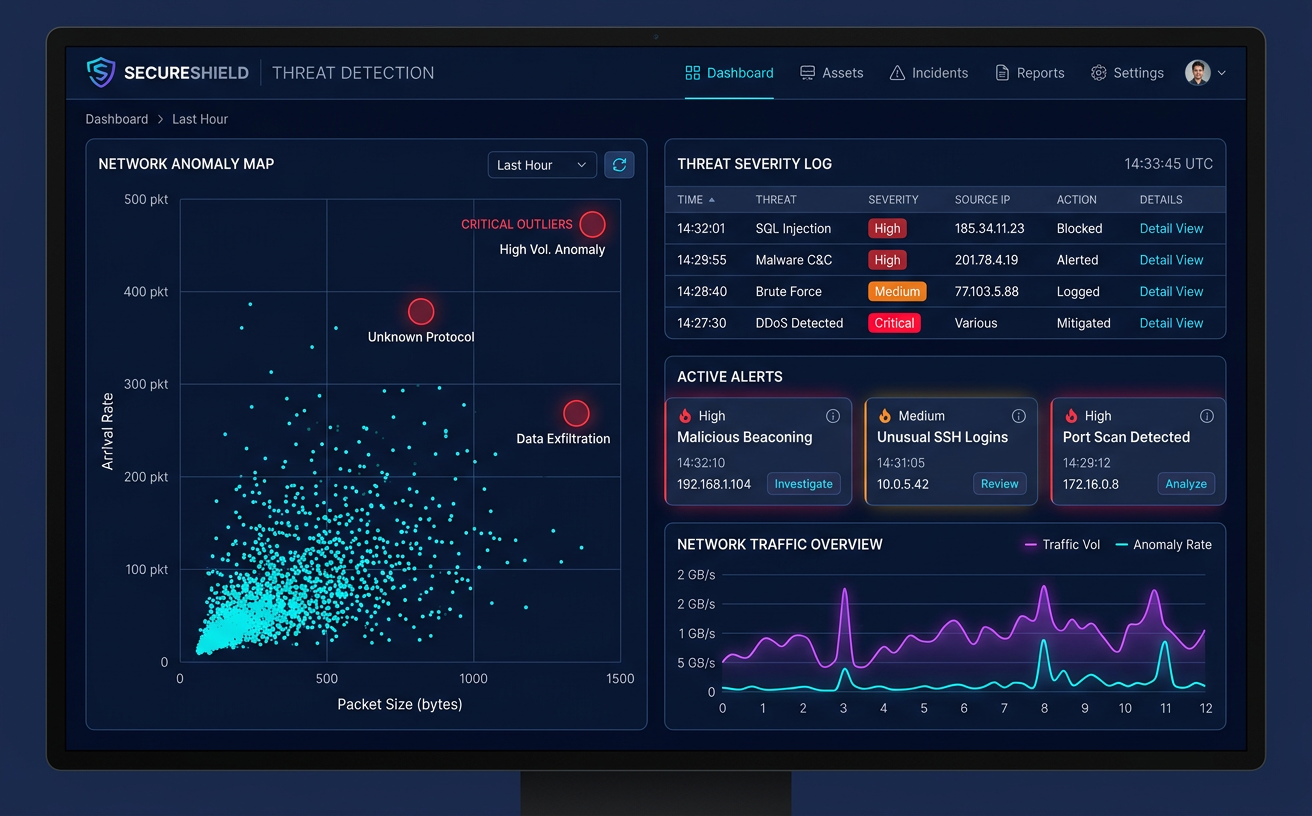 SECURESHIELD THREAT DETECTION
Dashboard Assets Incidents Reports Settings
Dashboard > Last Hour
NETWORK ANOMALY MAP
Last Hour
500 pkt
400 pkt
300 pkt
200 pkt
100 pkt
0
Arrival Rate
CRITICAL OUTLIERS
High Vol. Anomaly
Unknown Protocol
Data Exfiltration
0 500 1000 1500
Packet Size (bytes)
THREAT SEVERITY LOG 14:33:45 UTC
TIME THREAT SEVERITY SOURCE IP ACTION DETAILS
14:32:01 SQL Injection High 185.34.11.23 Blocked Detail View
14:29:55 Malware C&C High 201.78.4.19 Alerted Detail View
14:28:40 Brute Force Medium 77.103.5.88 Logged Detail View
14:27:30 DDoS Detected Critical Various Mitigated Detail View
ACTIVE ALERTS
High
Malicious Beaconing
14:32:10
192.168.1.104 Investigate
Medium
Unusual SSH Logins
14:31:05
10.0.5.42 Review
High
Port Scan Detected
14:29:12
172.16.0.8 Analyze
NETWORK TRAFFIC OVERVIEW Traffic Vol Anomaly Rate
2 GB/s
2 GB/s
1 GB/s
5 GB/s
0
0 1 2 3 4 5 6 7 8 9 10 11 12